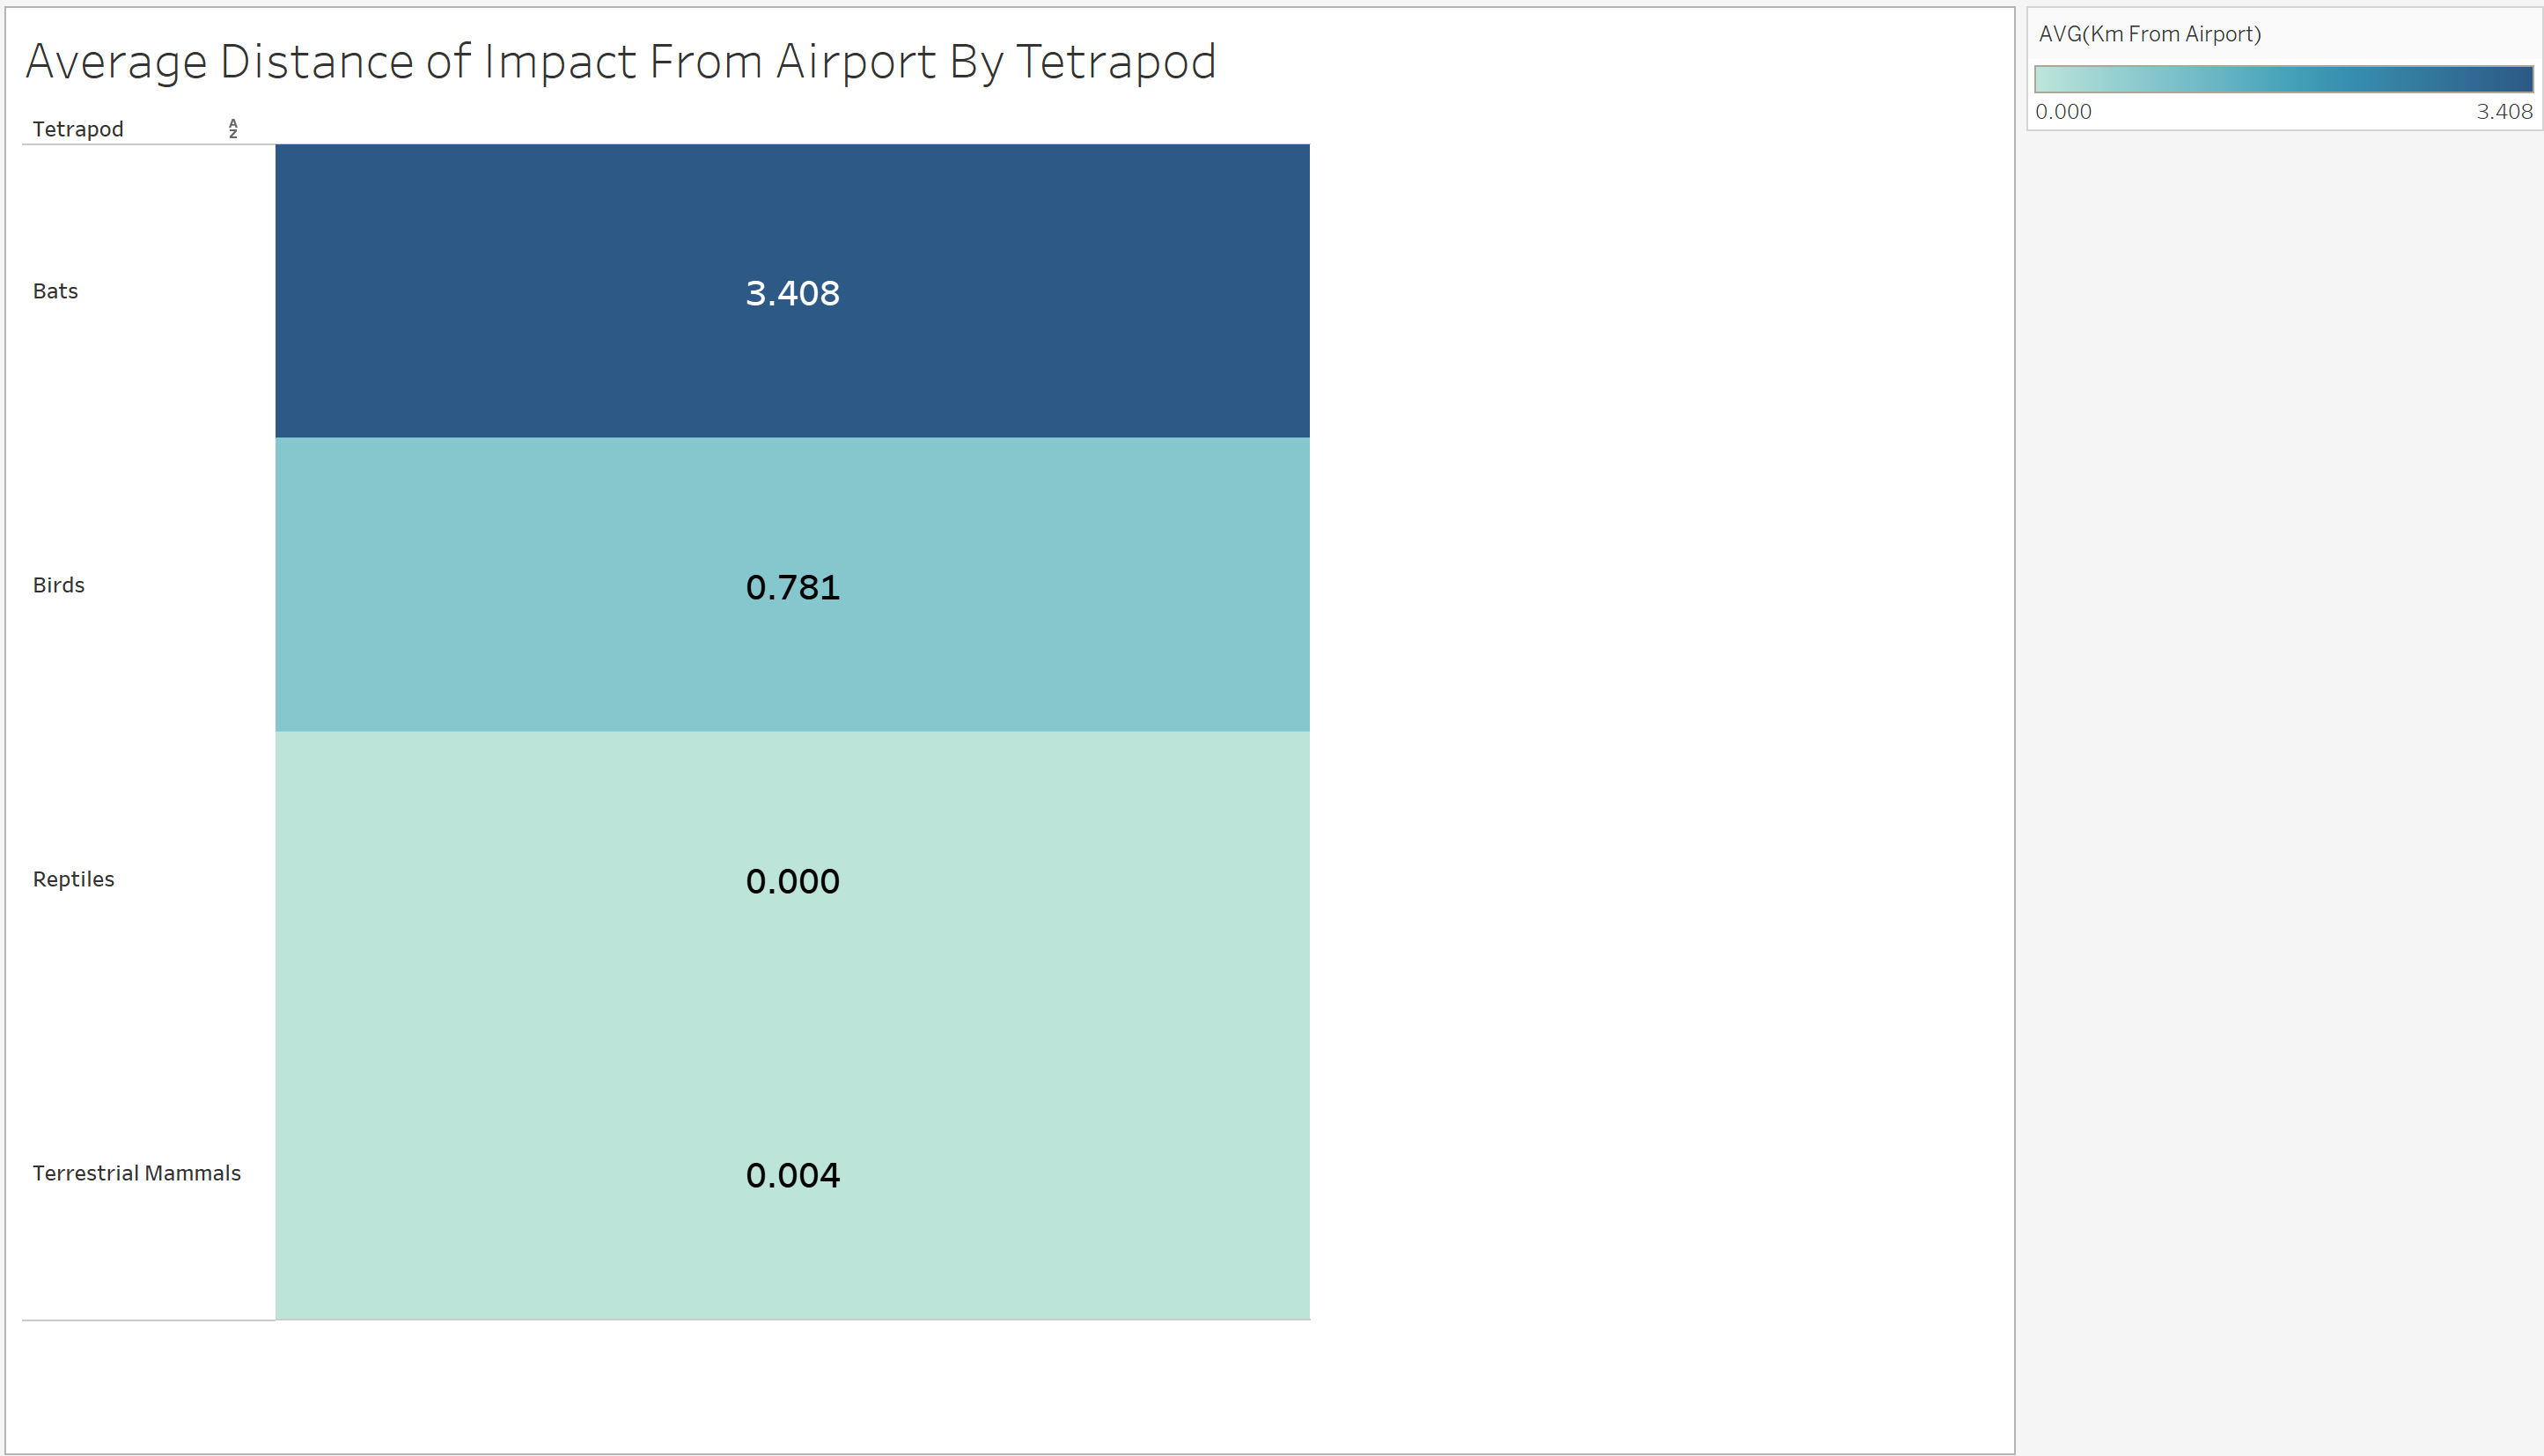 Average Distance of Impact From Airport By Tetrapod
Tetrapod AZ
Bats 3.408
Birds 0.781
Reptiles 0.000
Terrestrial Mammals 0.004
AVG(Km From Airport)
0.000 3.408